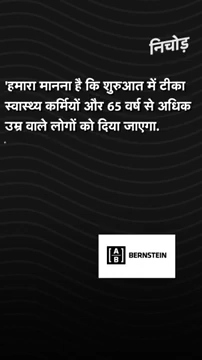 निचोड़
'हमारा मानना है कि शुरुआत में टीका
स्वास्थ्य कर्मियों और 65 वर्ष से अधिक
उम्र वाले लोगों को दिया जाएगा.
[A]
B
BERNSTEIN